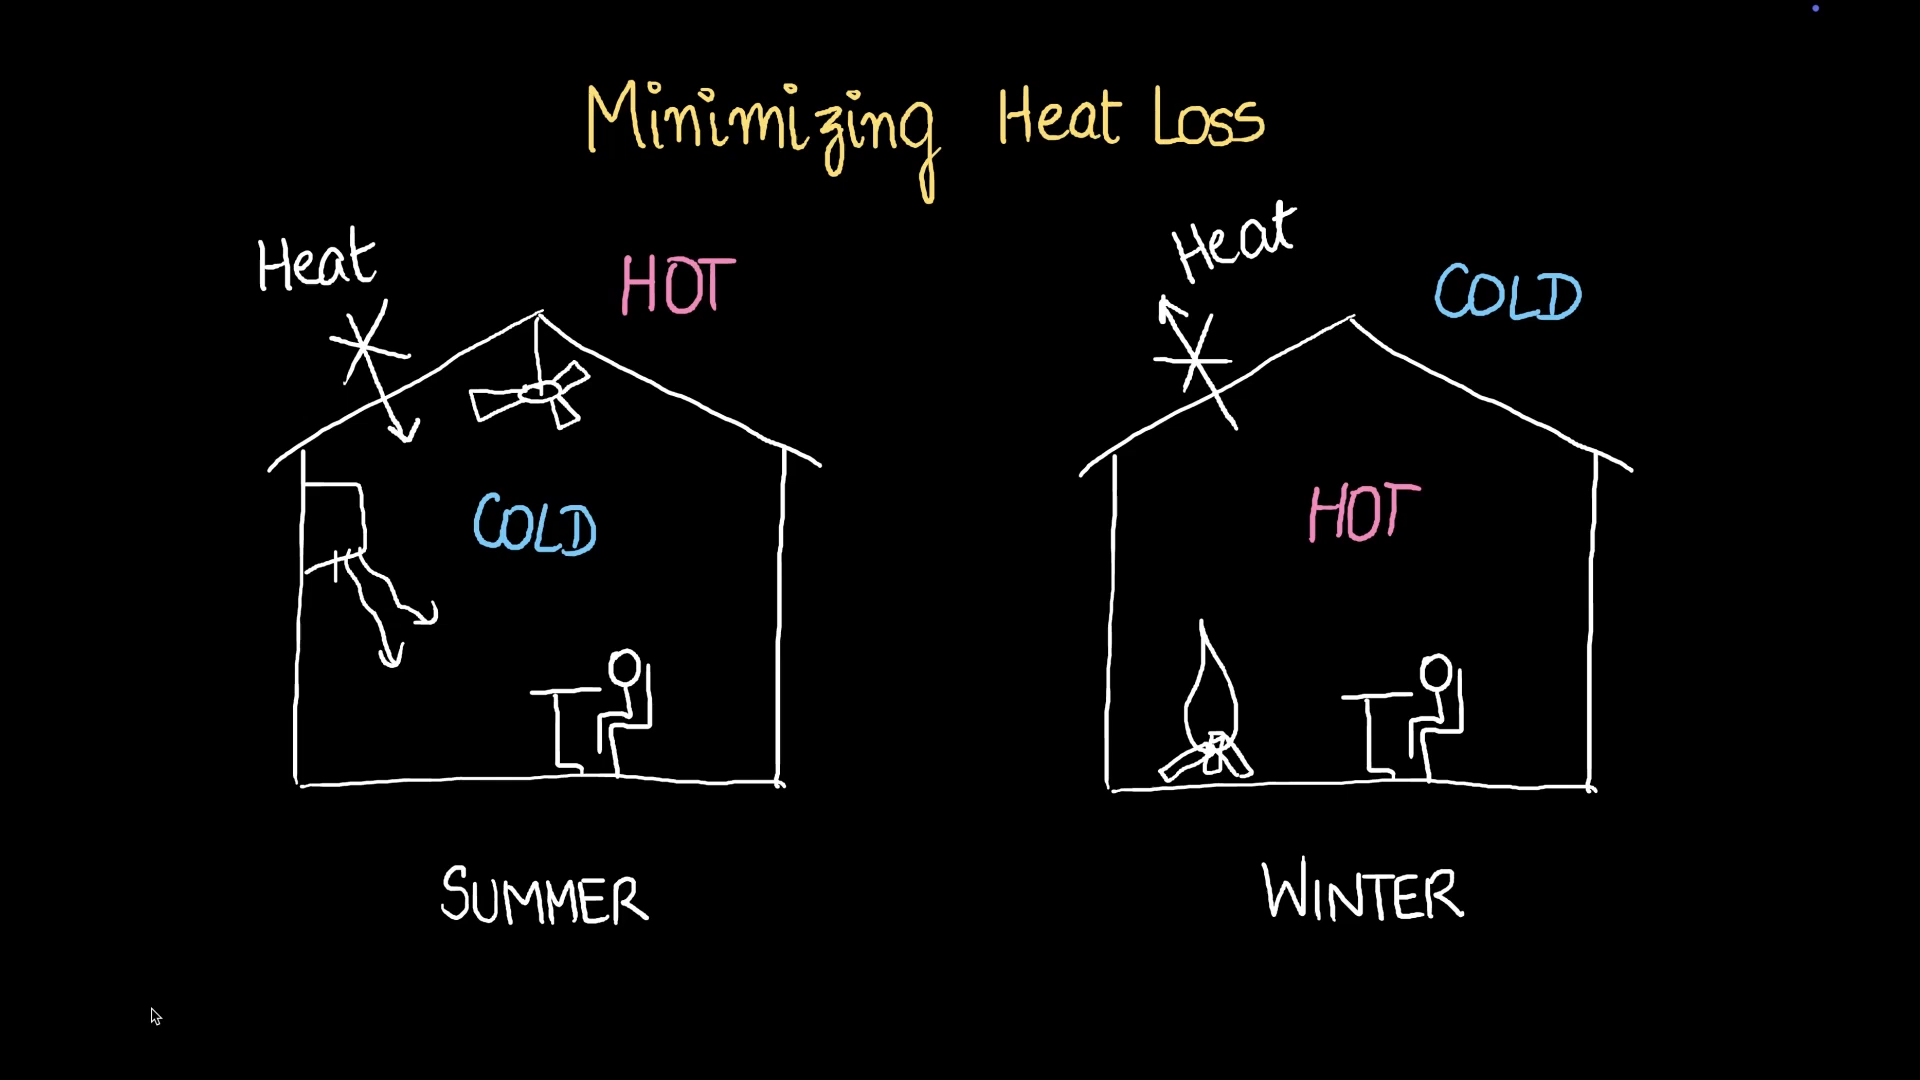 Minimizing Heat Loss
Heat
HOT
COLD
SUMMER
Heat
COLD
HOT
WINTER